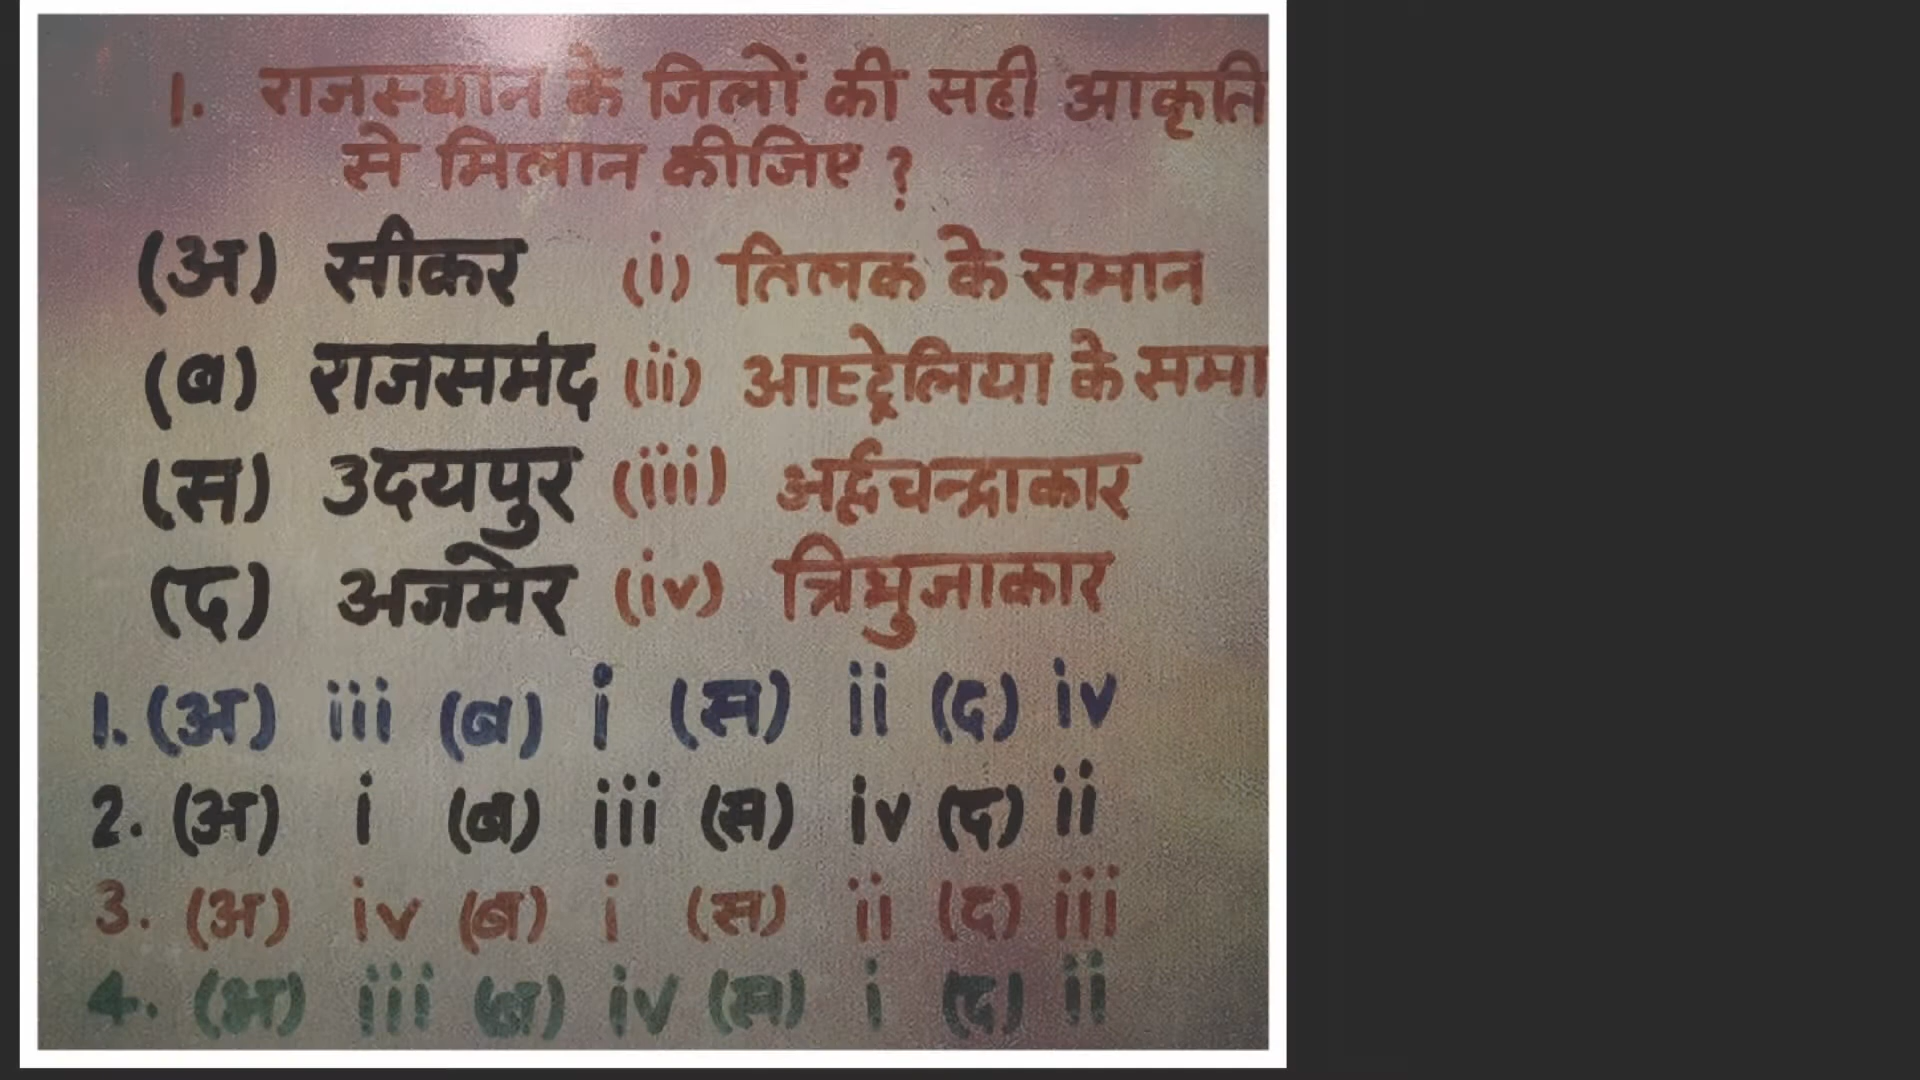 1. राजस्थान के जिलों की सही आकृति
से मिलान कीजिए ?
(अ) सीकर (i) तिलक के समान
(ब) राजसमंद (ii) आस्ट्रेलिया के समा
(स) उदयपुर (iii) अर्द्धचन्द्राकार
(द) अजमेर (iv) त्रिभुजाकार
1. (अ) iii (ब) i (स) ii (द) iv
2. (अ) i (ब) iii (स) iv (द) ii
3. (अ) iv (ब) i (स) ii (द) iii
4. (अ) iii (ब) iv (स) i (द) ii